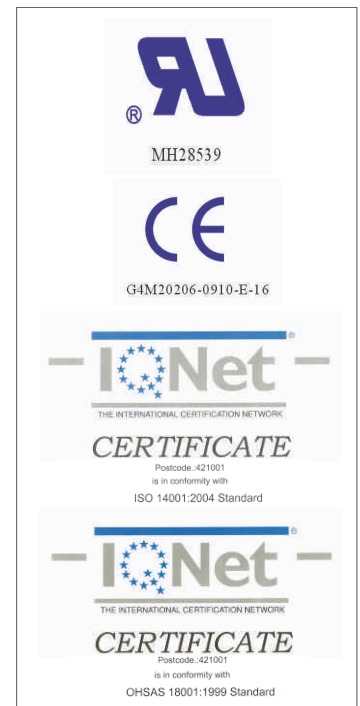 RU
®
MH28539
CE
G4M20206-0910-E-16
®
IQNet
THE INTERNATIONAL CERTIFICATION NETWORK
CERTIFICATE
Postcode.:421001
is in conformity with
ISO 14001:2004 Standard
®
IQNet
THE INTERNATIONAL CERTIFICATION NETWORK
CERTIFICATE
Postcode.:421001
is in conformity with
OHSAS 18001:1999 Standard